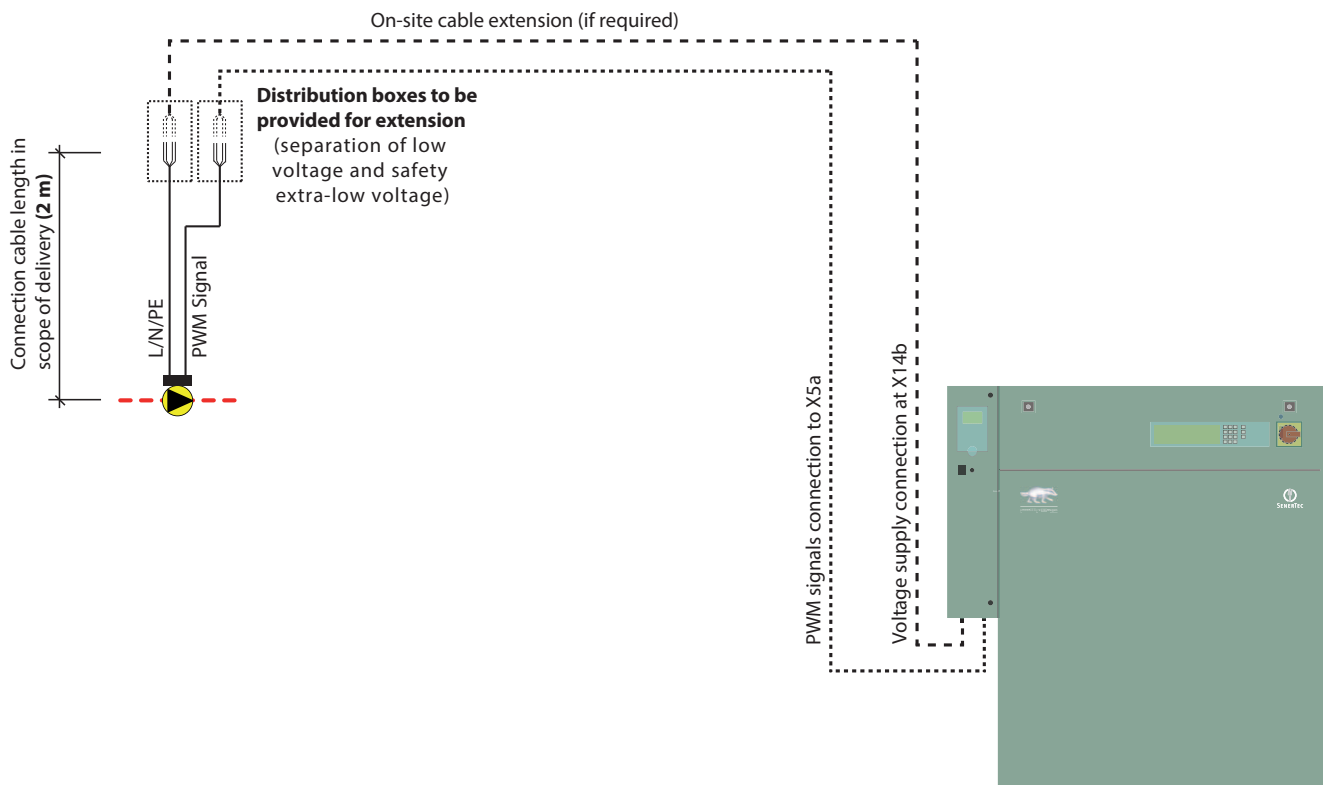 On-site cable extension (if required)
Distribution boxes to be
provided for extension
(separation of low
voltage and safety
extra-low voltage)
Connection cable length in
scope of delivery (2 m)
L/N/PE
PWM Signal
PWM signals connection to X5a
Voltage supply connection at X14b
SENERTEC